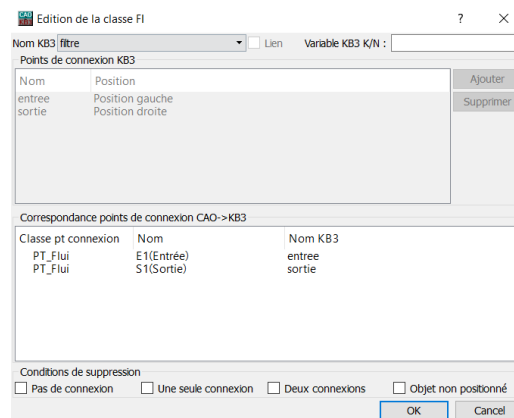 CAO Edition de la classe FI ? ×
Nom KB3 filtre Lien Variable KB3 K/N :
Points de connexion KB3
Nom Position Ajouter
entree Position gauche Supprimer
sortie Position droite
Correspondance points de connexion CAO->KB3
Classe pt connexion Nom Nom KB3
PT_Flui E1(Entrée) entree
PT_Flui S1(Sortie) sortie
Conditions de suppression
Pas de connexion Une seule connexion Deux connexions Objet non positionné
OK Cancel